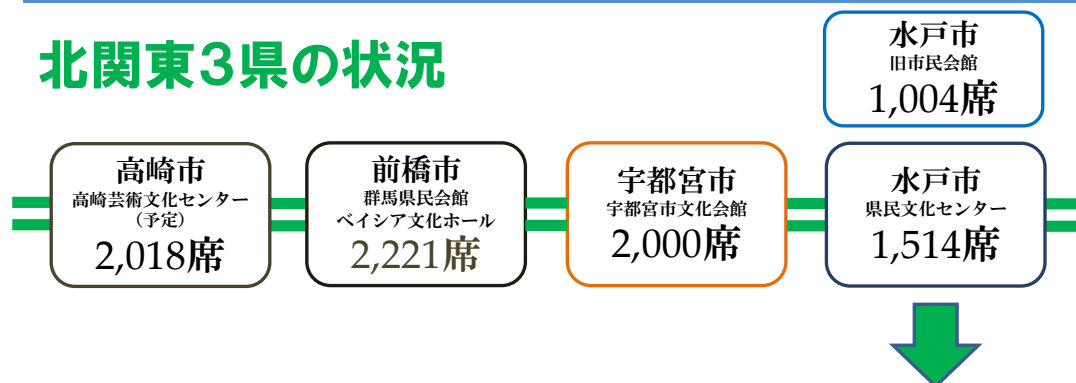 北関東3県の状況
水戸市
旧市民会館
1,004席
高崎市
高崎芸術文化センター
（予定）
2,018席
前橋市
群馬県民会館
ベイシア文化ホール
2,221席
宇都宮市
宇都宮市文化会館
2,000席
水戸市
県民文化センター
1,514席